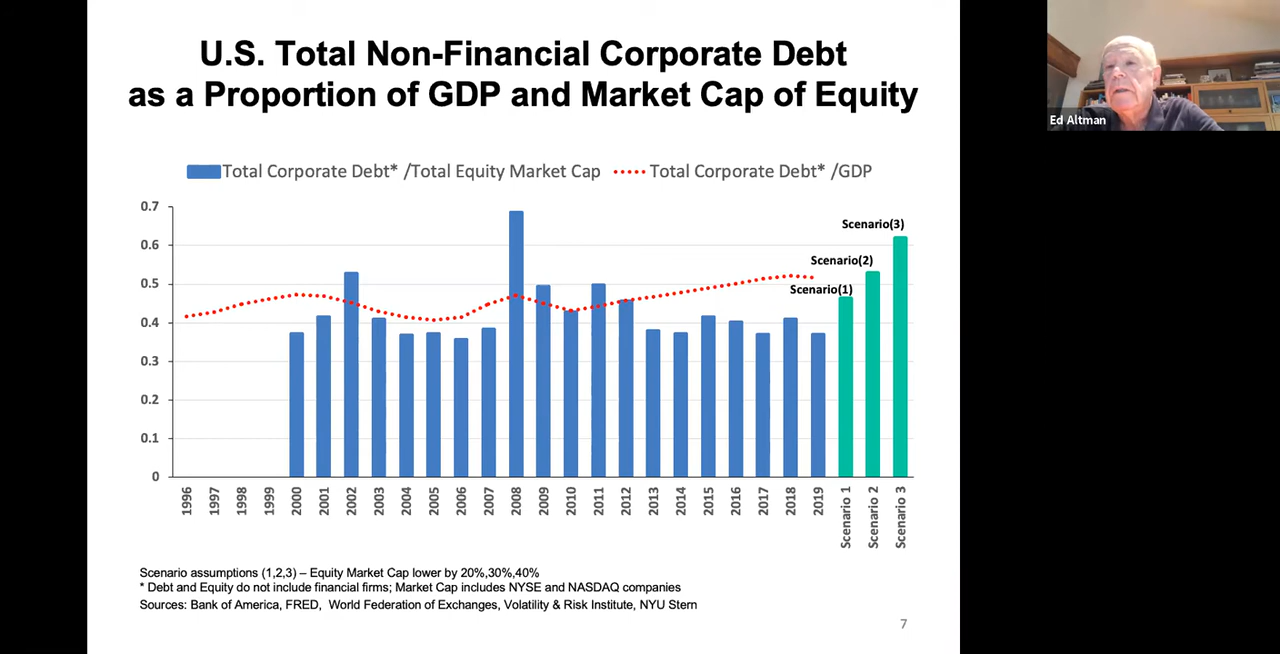 U.S. Total Non-Financial Corporate Debt
as a Proportion of GDP and Market Cap of Equity
Ed Altman
Total Corporate Debt* /Total Equity Market Cap
Total Corporate Debt* /GDP
0.7
0.6
0.5
0.4
0.3
0.2
0.1
0
Scenario(3)
Scenario(2)
Scenario(1)
1996
1997
1998
1999
2000
2001
2002
2003
2004
2005
2006
2007
2008
2009
2010
2011
2012
2013
2014
2015
2016
2017
2018
2019
Scenario 1
Scenario 2
Scenario 3
Scenario assumptions (1,2,3) – Equity Market Cap lower by 20%,30%,40%
* Debt and Equity do not include financial firms; Market Cap includes NYSE and NASDAQ companies
Sources: Bank of America, FRED, World Federation of Exchanges, Volatility & Risk Institute, NYU Stern
7